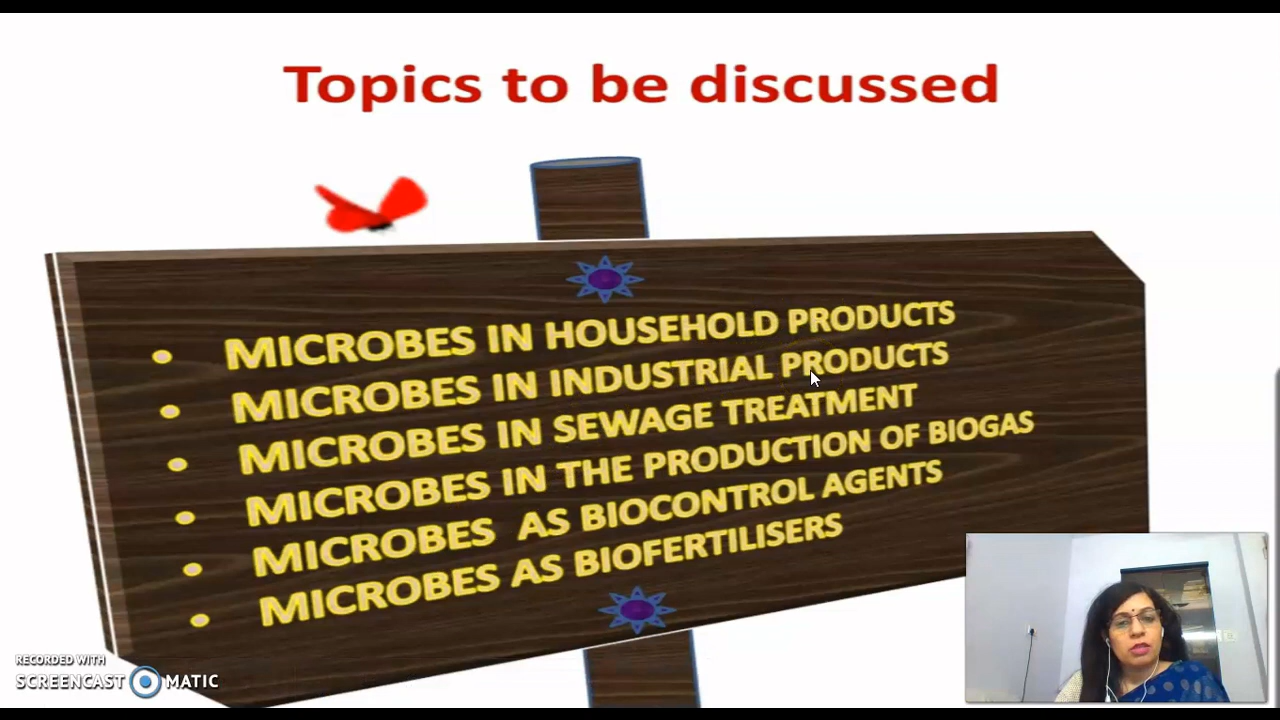 Topics to be discussed
• MICROBES IN HOUSEHOLD PRODUCTS
• MICROBES IN INDUSTRIAL PRODUCTS
• MICROBES IN SEWAGE TREATMENT
• MICROBES IN THE PRODUCTION OF BIOGAS
• MICROBES AS BIOCONTROL AGENTS
• MICROBES AS BIOFERTILISERS
RECORDED WITH
SCREENCAST MATIC